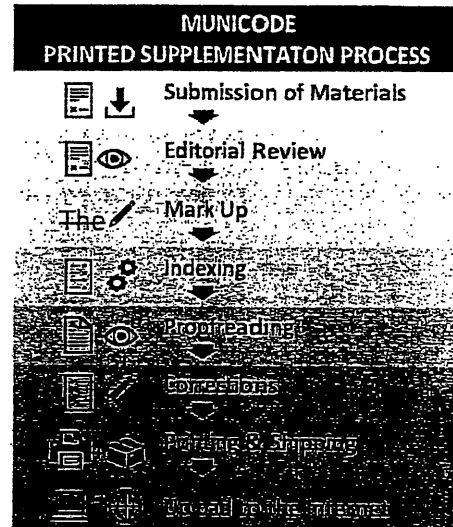 MUNICODE
PRINTED SUPPLEMENTATON PROCESS
Submission of Materials
Editorial Review
The Mark Up
Indexing
Proofreading
Corrections
Printing & Shipping
Upload to the Internet